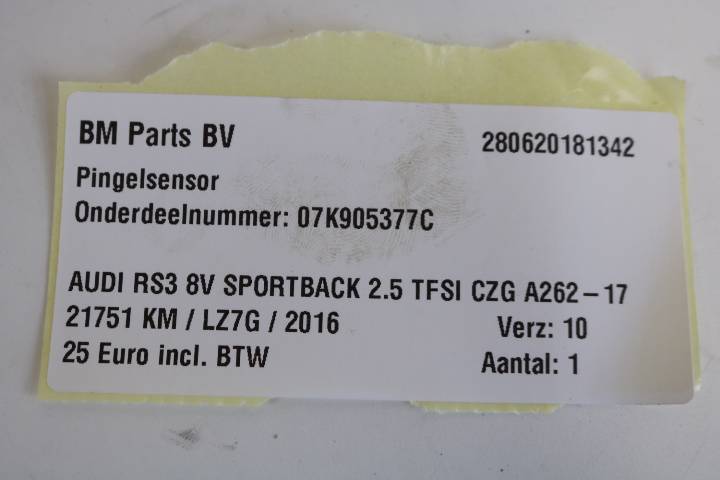 BM Parts BV 280620181342
Pingelsensor
Onderdeelnummer: 07K905377C
AUDI RS3 8V SPORTBACK 2.5 TFSI CZG A262-17
21751 KM / LZ7G / 2016 Verz: 10
25 Euro incl. BTW Aantal: 1